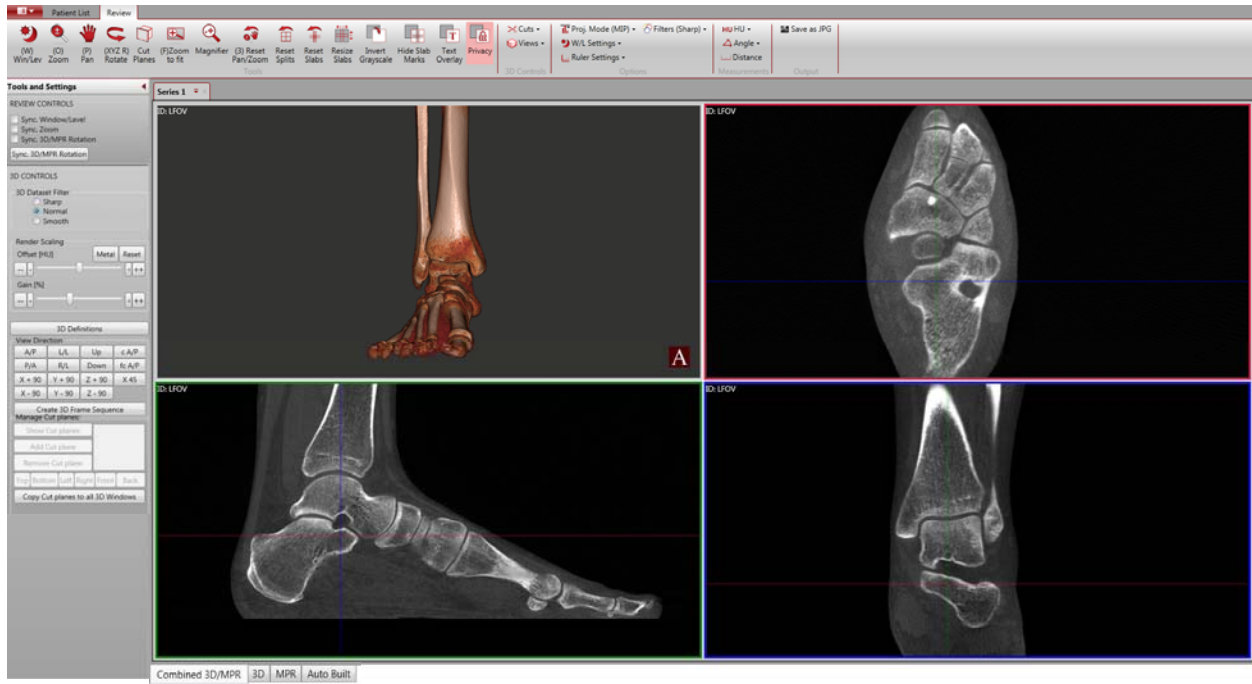 Patient List Review
(W) Win/Lev
(O) Zoom
(P) Pan
(XYZ R) Rotate
Cut Planes
(F)Zoom to fit
Magnifier
(3) Reset Pan/Zoom
Reset Splits
Reset Slabs
Resize Slabs
Invert Grayscale
Hide Slab Marks
Text Overlay
Privacy
Tools
Cuts
Views
3D Controls
Proj. Mode (MIP)
Filters (Sharp)
W/L Settings
Ruler Settings
Options
HU HU
Angle
Distance
Measurements
Save as JPG
Output
Tools and Settings
Series 1
REVIEW CONTROLS
Sync. Window/Level
Sync. Zoom
Sync. 3D/MPR Rotation
Sync. 3D/MPR Rotation
3D CONTROLS
3D Dataset Filter
Sharp
Normal
Smooth
Render Scaling
Offset [HU] Metal Reset
Gain [%]
3D Definitions
View Direction
A/P L/L Up c A/P
P/A R/L Down fc A/P
X + 90 Y + 90 Z + 90 X 45
X - 90 Y - 90 Z - 90
Create 3D Frame Sequence
Manage Cut planes:
Show Cut planes
Add Cut plane
Remove Cut plane
Top Bottom Left Right Front Back
Copy Cut planes to all 3D Windows
ID: LFOV
A
ID: LFOV
ID: LFOV
ID: LFOV
Combined 3D/MPR 3D MPR Auto Built